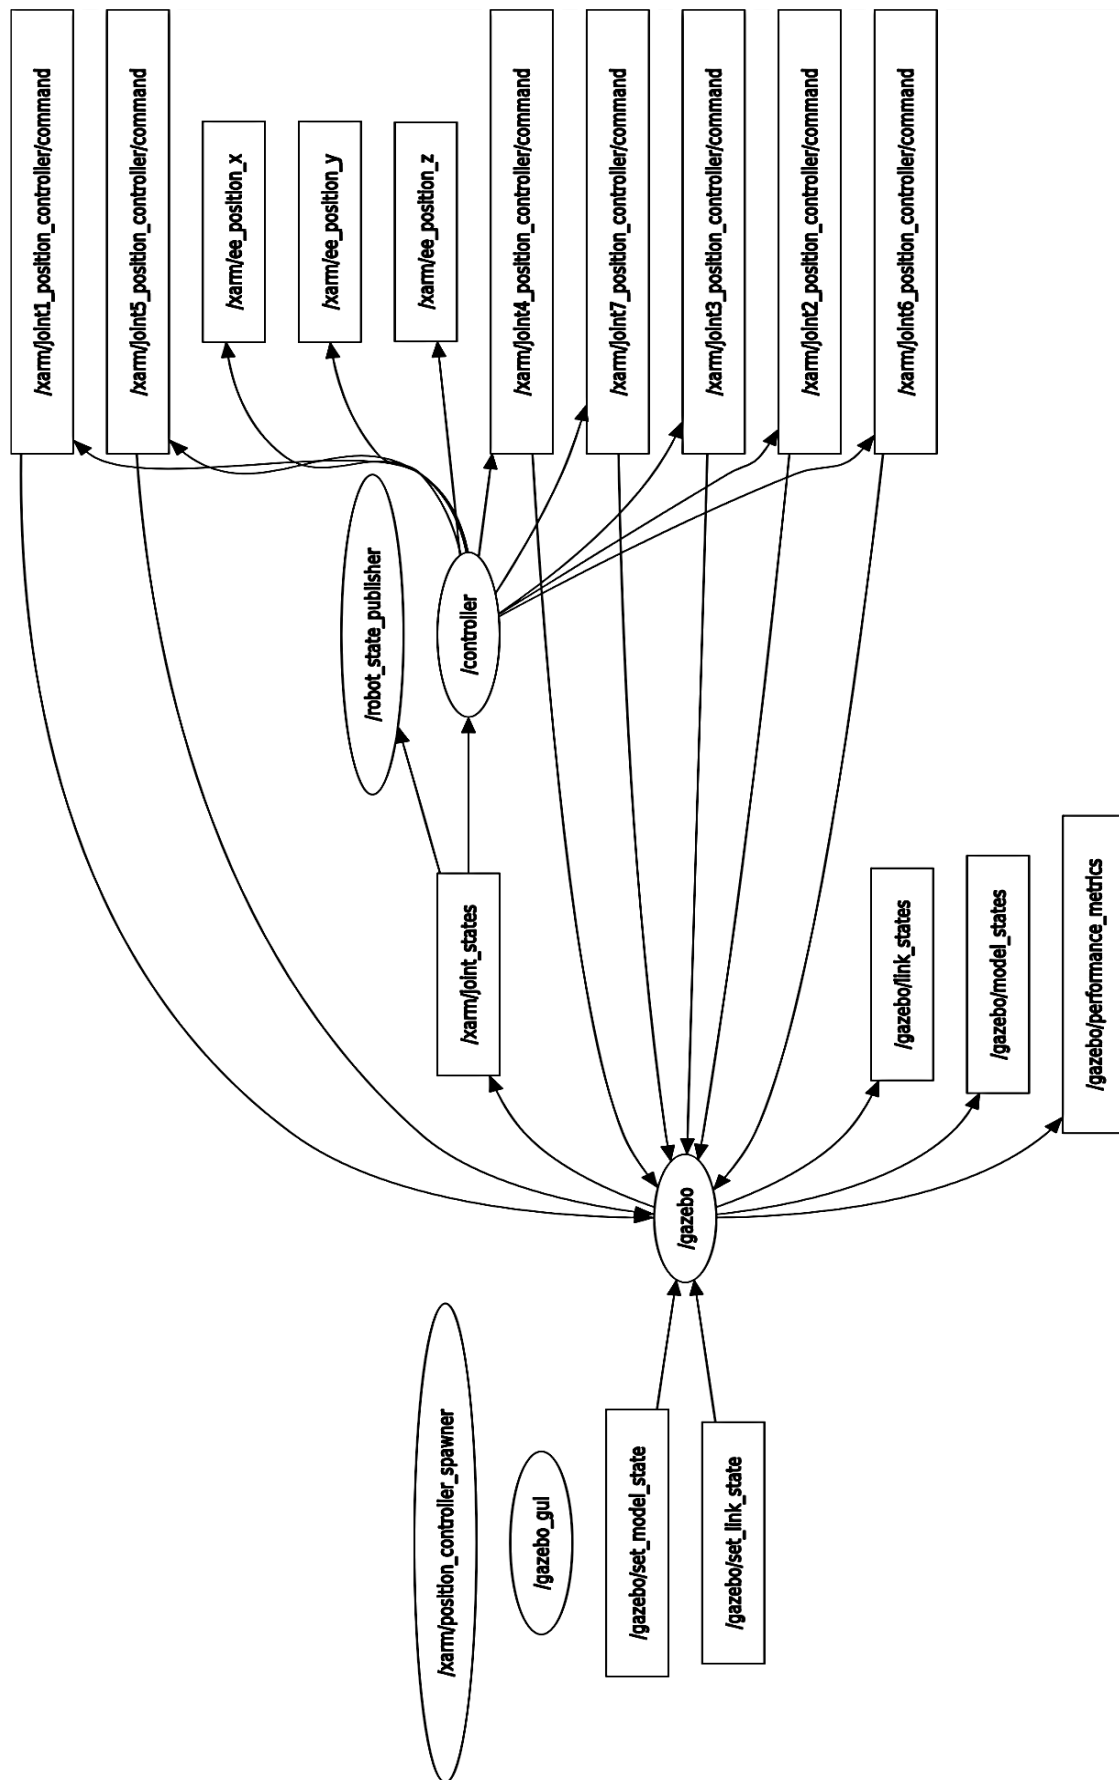 /xarm/joint1_position_controller/command
/xarm/joint5_position_controller/command
/xarm/ee_position_x
/xarm/ee_position_y
/xarm/ee_position_z
/xarm/joint4_position_controller/command
/xarm/joint7_position_controller/command
/xarm/joint3_position_controller/command
/xarm/joint2_position_controller/command
/xarm/joint6_position_controller/command
/robot_state_publisher
/controller
/xarm/joint_states
/gazebo/link_states
/gazebo/model_states
/gazebo/performance_metrics
/gazebo
/xarm/position_controller_spawner
/gazebo_gui
/gazebo/set_model_state
/gazebo/set_link_state